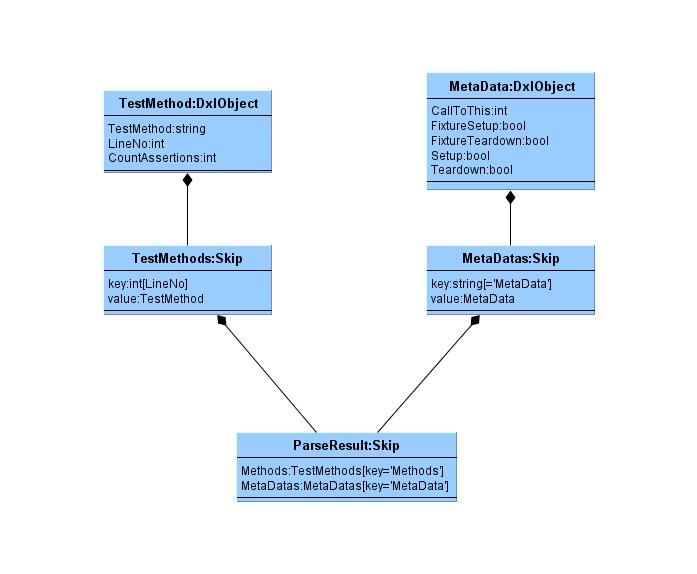 TestMethod:DxlObject
TestMethod:string
LineNo:int
CountAssertions:int
MetaData:DxlObject
CallToThis:int
FixtureSetup:bool
FixtureTeardown:bool
Setup:bool
Teardown:bool
TestMethods:Skip
key:int[LineNo]
value:TestMethod
MetaDatas:Skip
key:string[='MetaData']
value:MetaData
ParseResult:Skip
Methods:TestMethods[key='Methods']
MetaDatas:MetaDatas[key='MetaData']